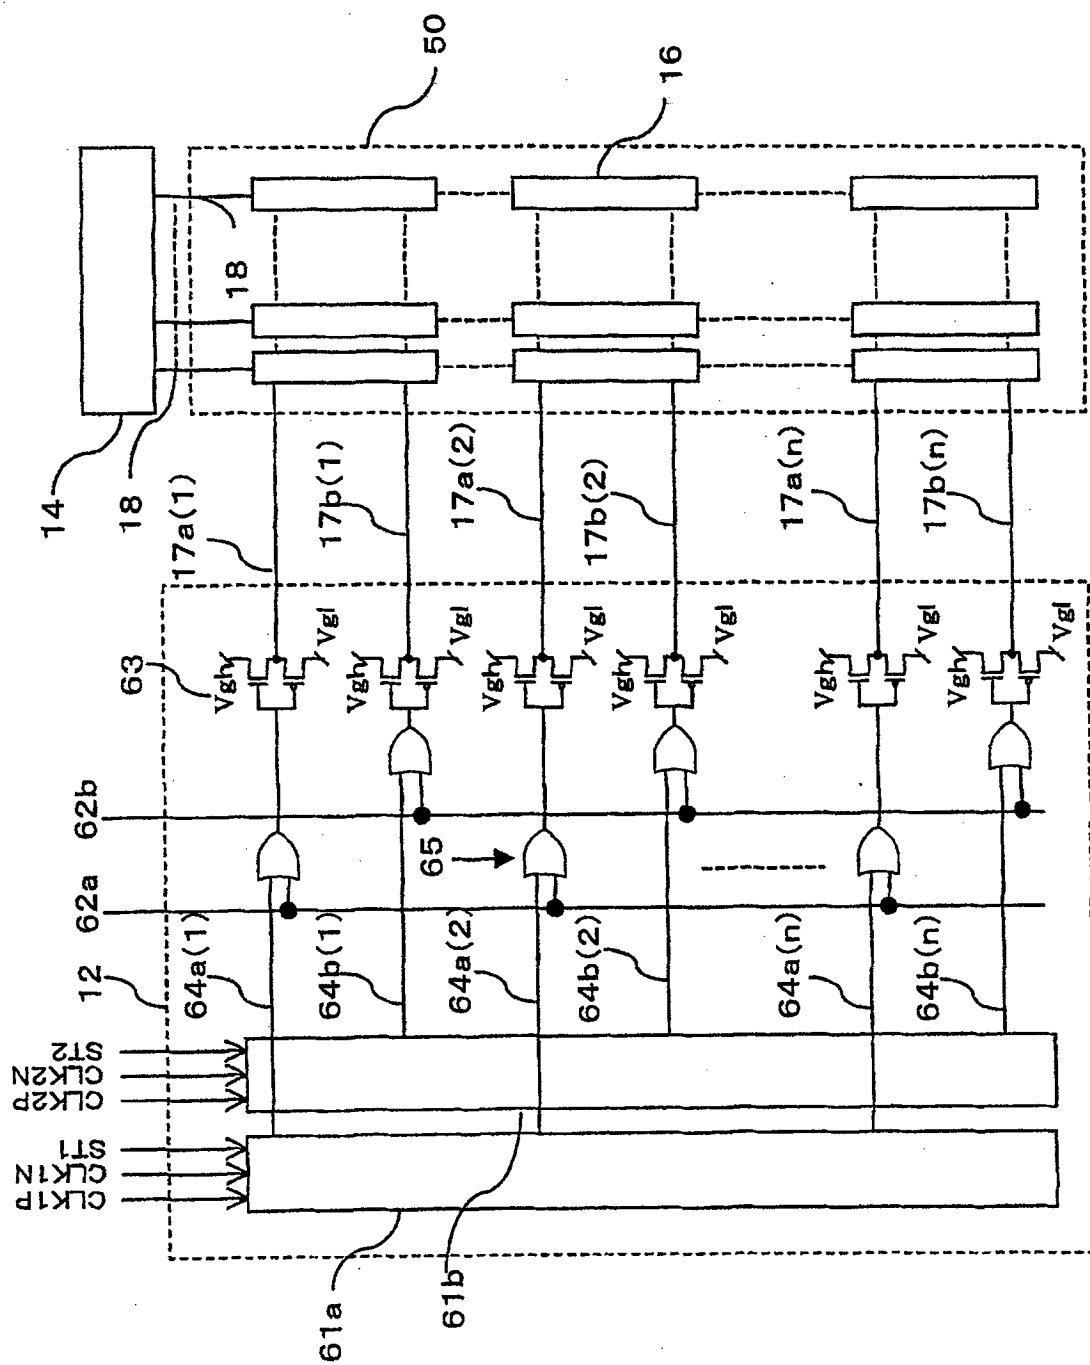 14
18
18
50
16
17a(1)
17b(1)
17a(2)
17b(2)
17a(n)
17b(n)
63
Vgh
Vgl
Vgh
Vgl
Vgh
Vgl
Vgh
Vgl
Vgh
Vgl
Vgh
Vgl
62b
62a
65
12
64a(1)
64b(1)
64a(2)
64b(2)
64a(n)
64b(n)
ST2
CLK2N
CLK2P
ST1
CLK1N
CLK1P
61a
61b